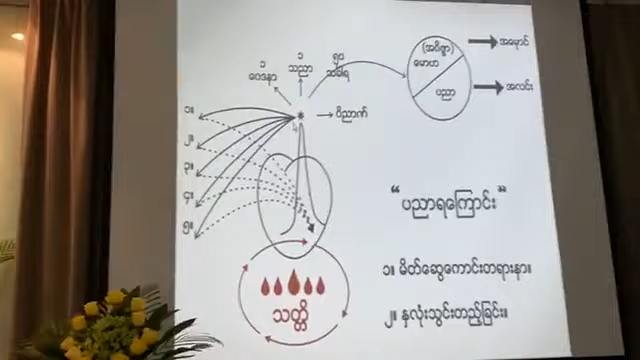 ၁
ဝေဒနာ
၁
သညာ
၅၀
သင်္ခါရ
ဝိညာဏ်
(အဝိဇ္ဇာ)
မောဟ
ပညာ
အမှောင်
အလင်း
၁။
၂။
၃။
၄။
၅။
“ပညာရကြောင်း”
၁။ မိတ်ဆွေကောင်းတရားနာ။
၂။ နှလုံးသွင်းတည့်ခြင်း။
သတ္တိ